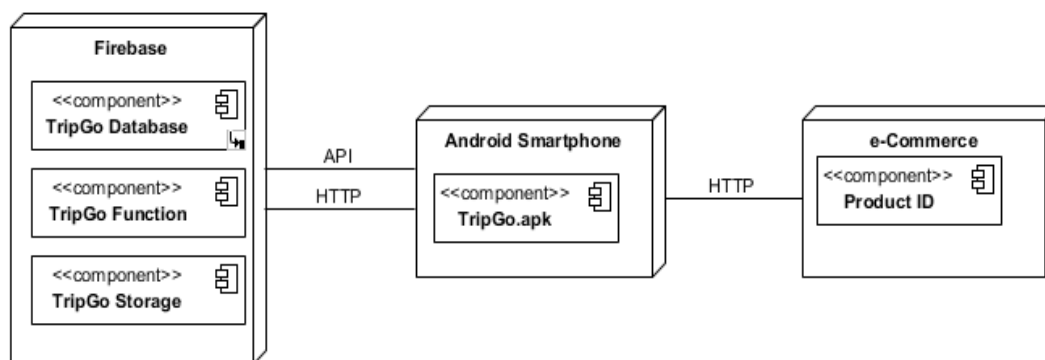 Firebase
<<component>>
TripGo Database
<<component>>
TripGo Function
<<component>>
TripGo Storage
API
HTTP
Android Smartphone
<<component>>
TripGo.apk
HTTP
e-Commerce
<<component>>
Product ID